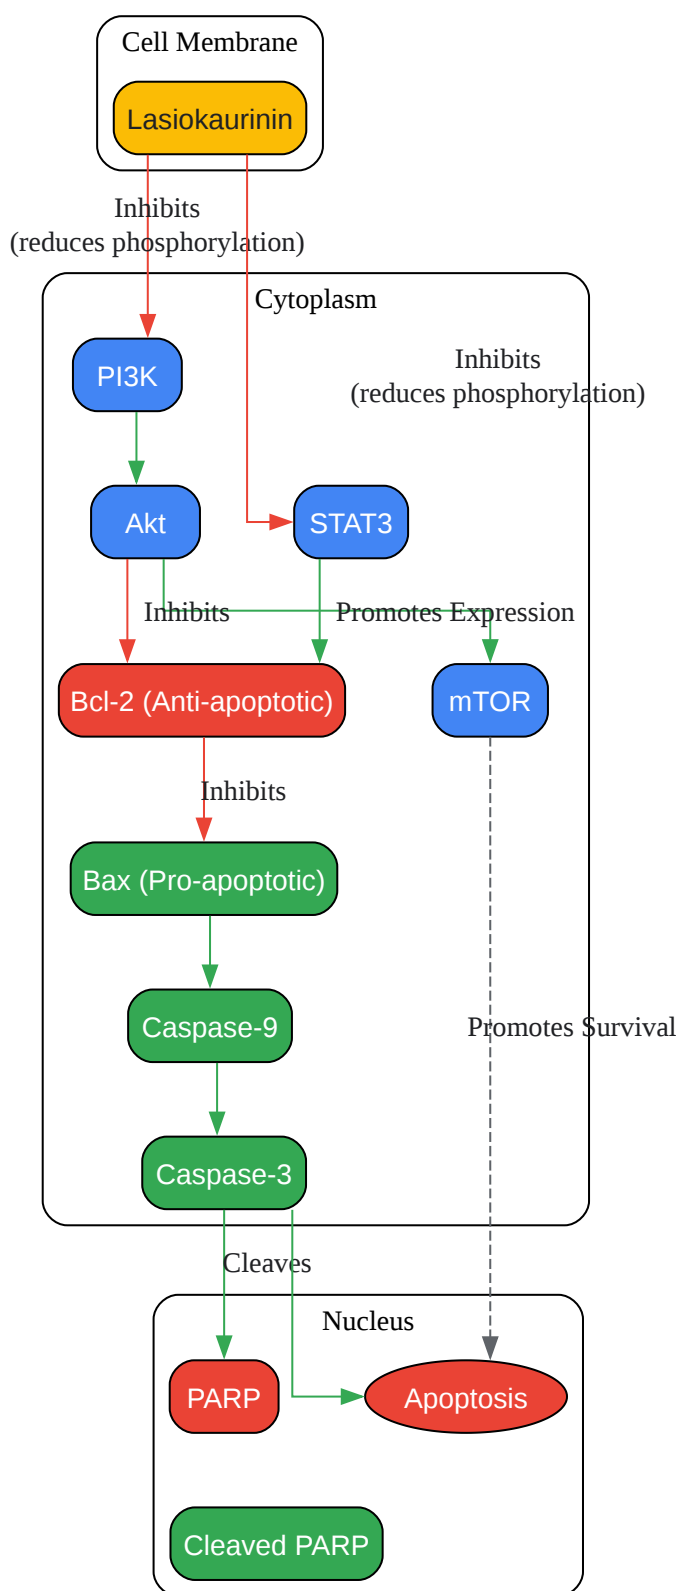 Cell Membrane
Lasiokaurinin
Inhibits
(reduces phosphorylation)
Cytoplasm
Inhibits
(reduces phosphorylation)
PI3K
Akt
STAT3
Inhibits
Promotes Expression
Bcl-2 (Anti-apoptotic)
mTOR
Inhibits
Bax (Pro-apoptotic)
Caspase-9
Promotes Survival
Caspase-3
Cleaves
Nucleus
PARP
Apoptosis
Cleaved PARP